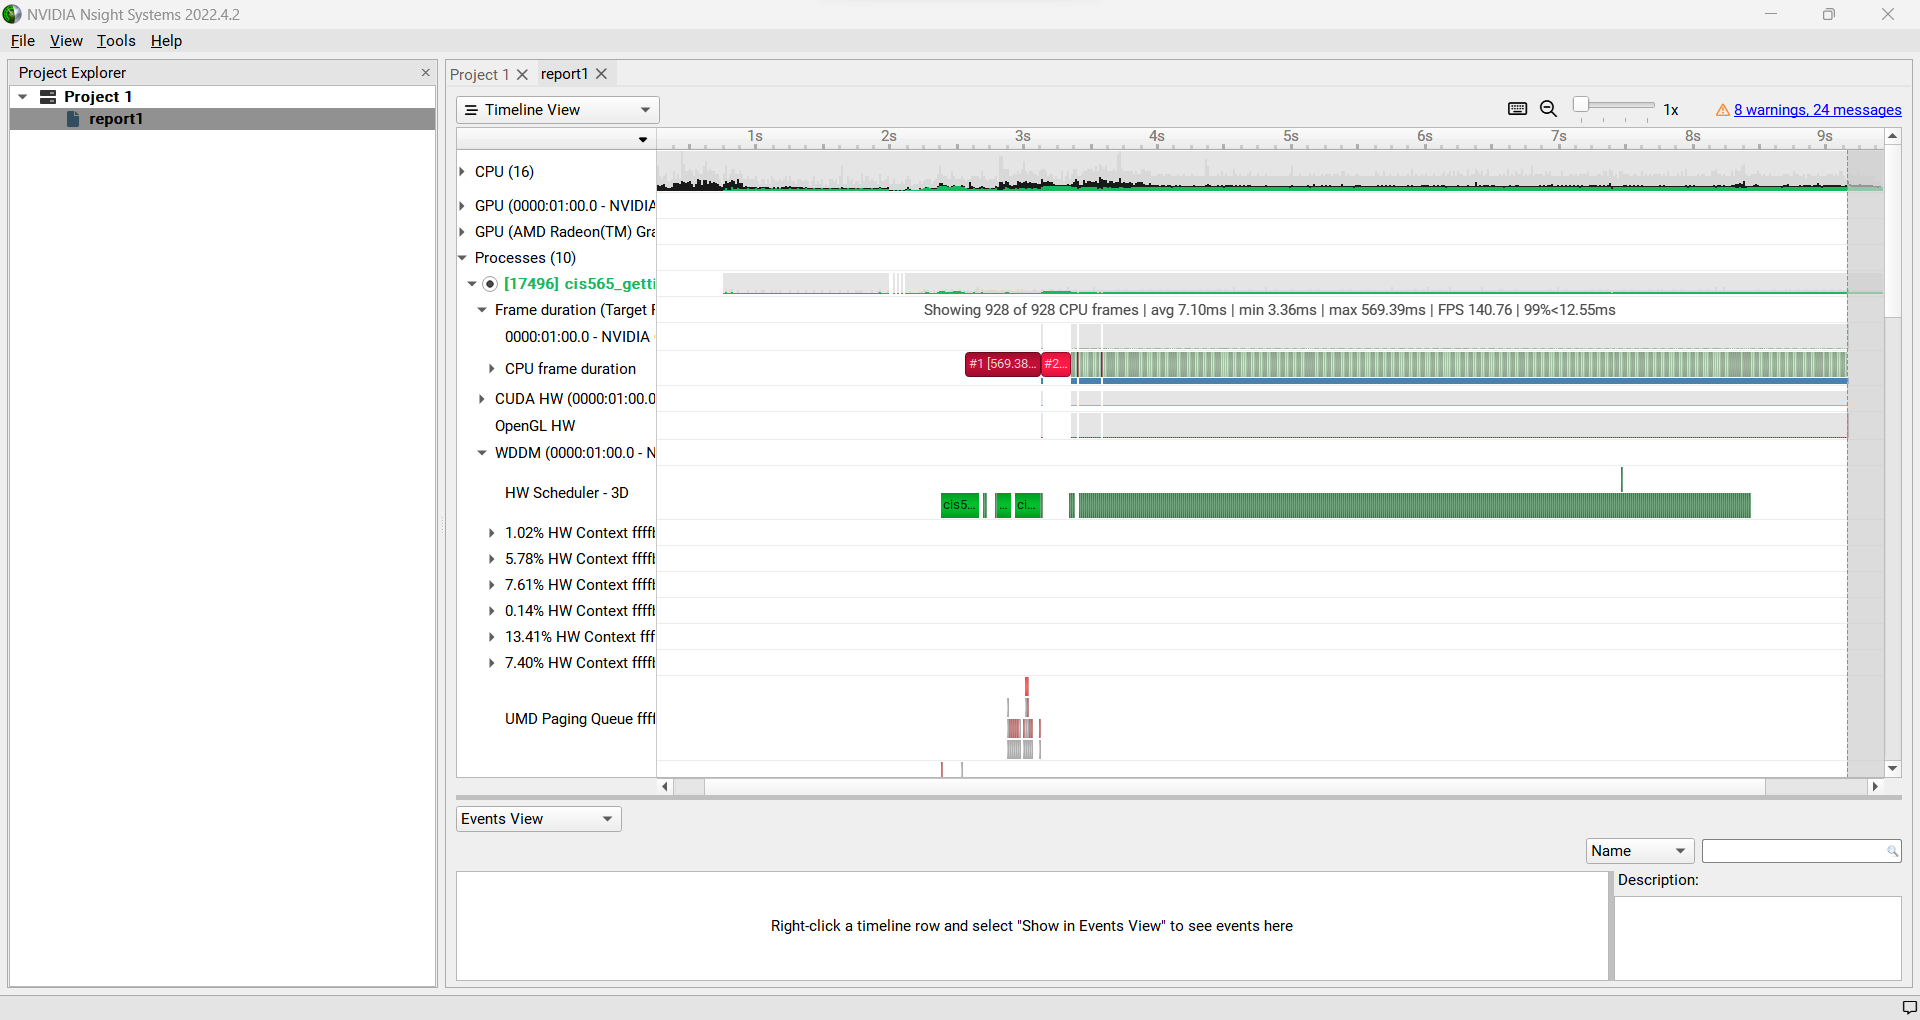 NVIDIA Nsight Systems 2022.4.2
File View Tools Help
Project Explorer
Project 1
report1
Project 1
report1
Timeline View
1x
8 warnings, 24 messages
1s 2s 3s 4s 5s 6s 7s 8s 9s
CPU (16)
GPU (0000:01:00.0 - NVIDIA
GPU (AMD Radeon(TM) Gra
Processes (10)
[17496] cis565_getti
Frame duration (Target F
Showing 928 of 928 CPU frames | avg 7.10ms | min 3.36ms | max 569.39ms | FPS 140.76 | 99%<12.55ms
0000:01:00.0 - NVIDIA
CPU frame duration
#1 [569.38... #2...
CUDA HW (0000:01:00.0
OpenGL HW
WDDM (0000:01:00.0 - N
HW Scheduler - 3D
cis5... ... ci...
1.02% HW Context ffff
5.78% HW Context ffff
7.61% HW Context ffff
0.14% HW Context ffff
13.41% HW Context fff
7.40% HW Context ffff
UMD Paging Queue ffff
Events View
Name
Description:
Right-click a timeline row and select "Show in Events View" to see events here